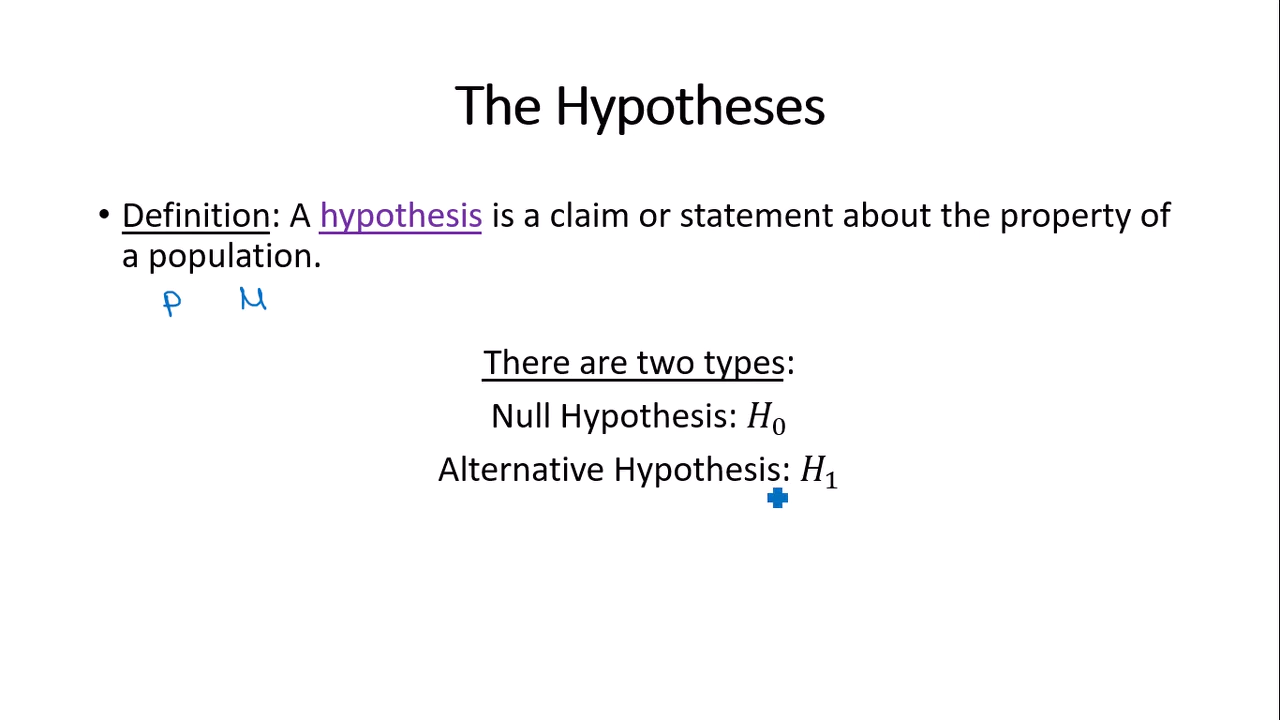 The Hypotheses
• Definition: A hypothesis is a claim or statement about the property of
a population.
p μ
There are two types:
Null Hypothesis: H₀
Alternative Hypothesis: H₁